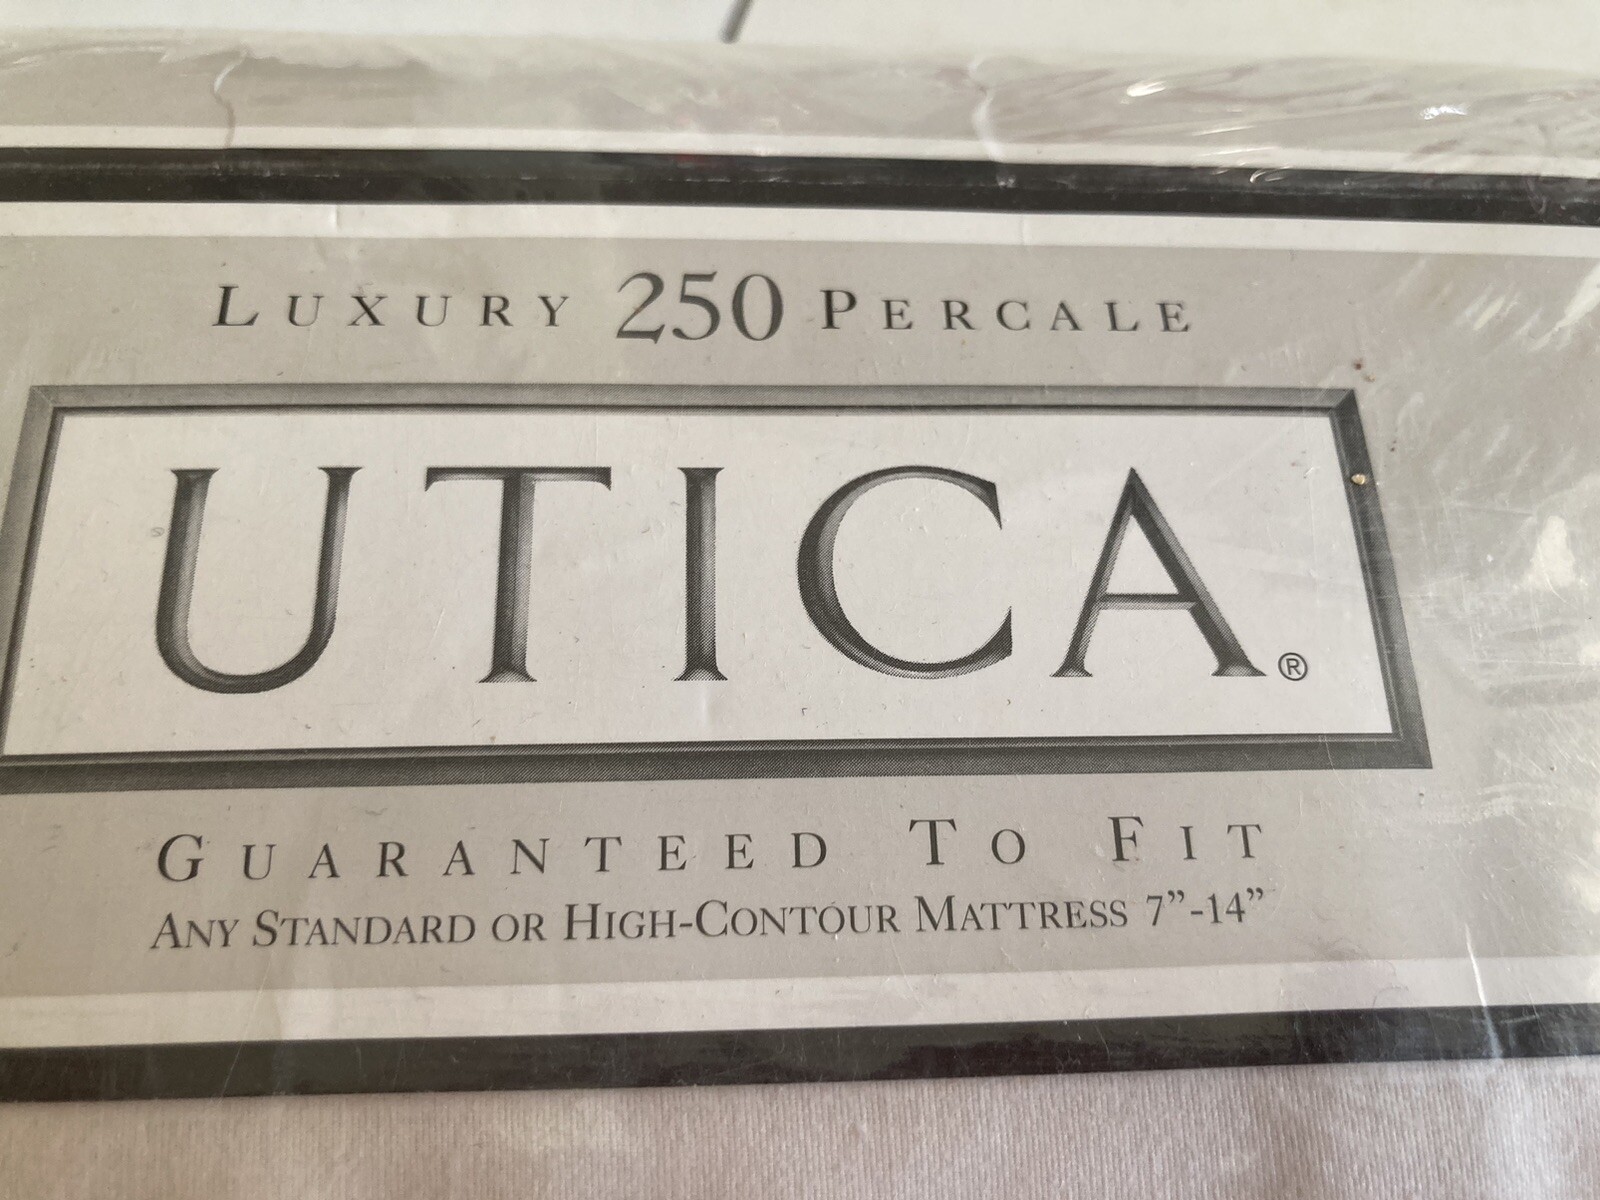 LUXURY 250 PERCALE
UTICA®
GUARANTEED TO FIT
ANY STANDARD OR HIGH-CONTOUR MATTRESS 7”-14”